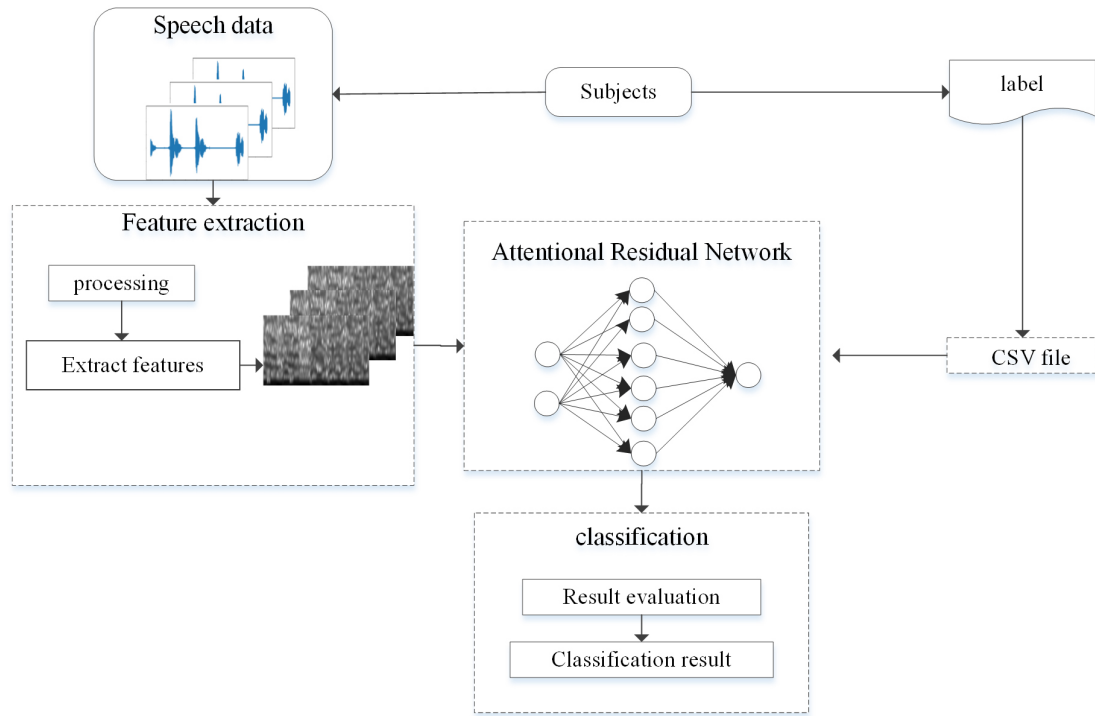 Speech data
Subjects
label
Feature extraction
processing
Extract features
Attentional Residual Network
CSV file
classification
Result evaluation
Classification result